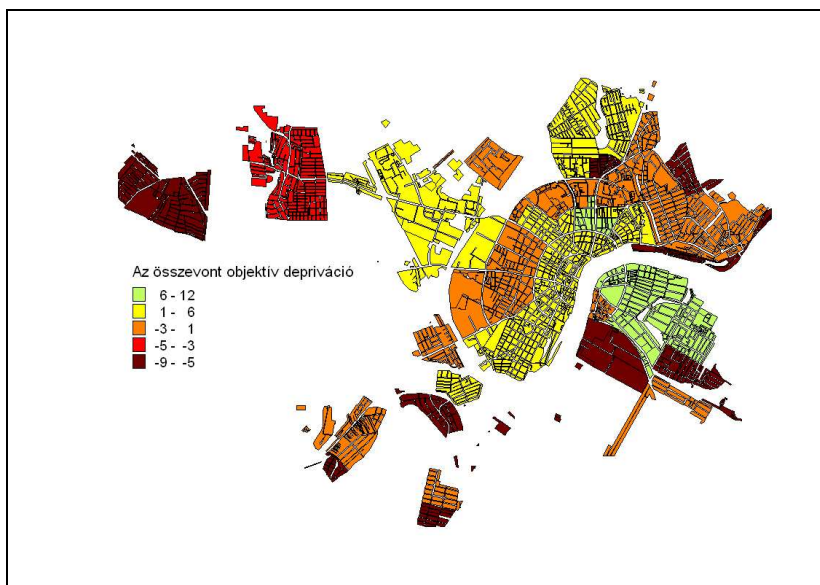 Az összevont objektív depriváció
6 - 12
1 - 6
-3 - 1
-5 - -3
-9 - -5